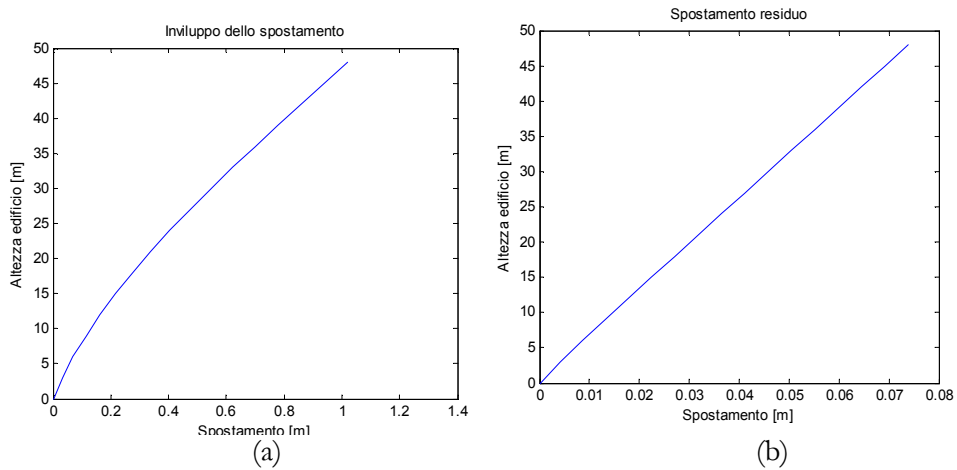 Inviluppo dello spostamento
50
45
40
35
30
25
20
15
10
5
0
Altezza edificio [m]
0 0.2 0.4 0.6 0.8 1 1.2 1.4
Spostamento [m]
(a)
Spostamento residuo
50
45
40
35
30
25
20
15
10
5
0
Altezza edificio [m]
0 0.01 0.02 0.03 0.04 0.05 0.06 0.07 0.08
Spostamento [m]
(b)